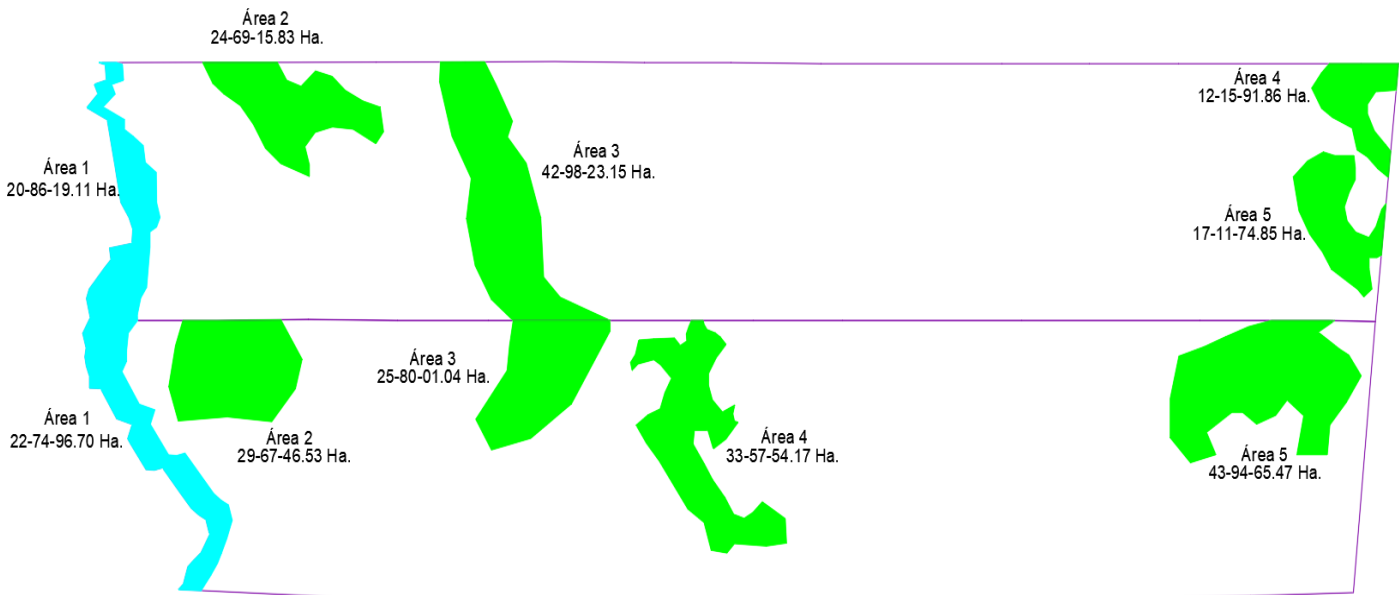 Área 2
24-69-15.83 Ha.
Área 4
12-15-91.86 Ha.
Área 3
42-98-23.15 Ha.
Área 1
20-86-19.11 Ha.
Área 5
17-11-74.85 Ha.
Área 3
25-80-01.04 Ha.
Área 1
22-74-96.70 Ha.
Área 2
29-67-46.53 Ha.
Área 4
33-57-54.17 Ha.
Área 5
43-94-65.47 Ha.